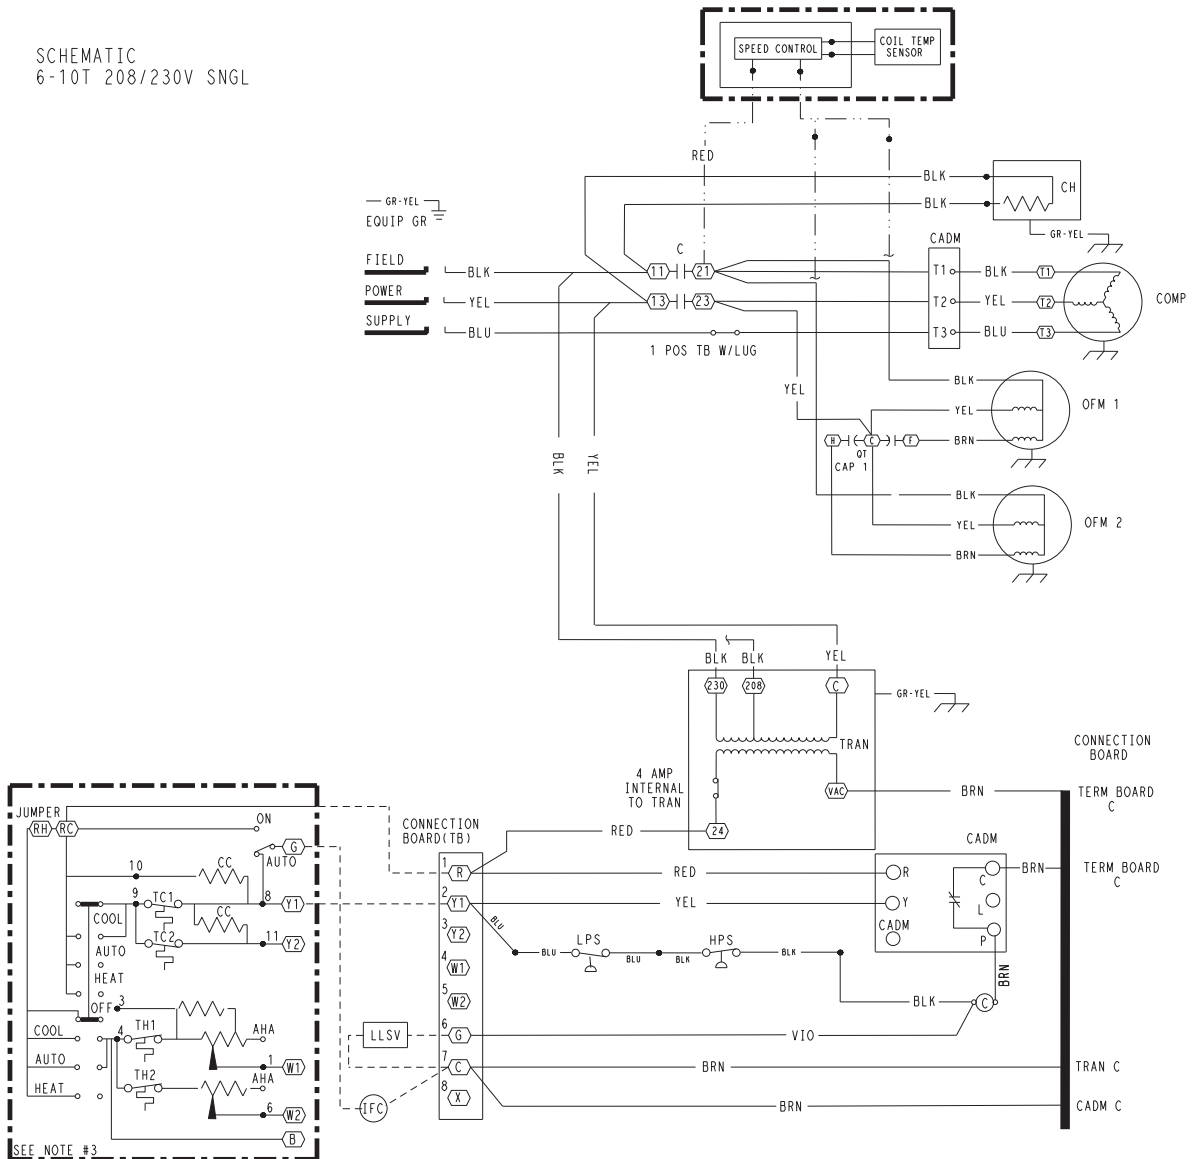 SCHEMATIC
6-10T 208/230V SNGL
SPEED CONTROL
COIL TEMP
SENSOR
RED
BLK
CH
BLK
GR-YEL
GR-YEL
EQUIP GR
C
CADM
FIELD
BLK
11
21
T1
BLK
T1
POWER
YEL
13
23
T2
YEL
T2
COMP
SUPPLY
BLU
T3
BLU
T3
1 POS TB W/LUG
YEL
BLK
OFM 1
YEL
H
C
F
BRN
QT
CAP 1
BLK
YEL
BLK
YEL
OFM 2
BRN
BLK
BLK
YEL
230
208
C
GR-YEL
TRAN
CONNECTION
BOARD
4 AMP
INTERNAL
TO TRAN
VAC
BRN
TERM BOARD
C
24
RED
JUMPER
RH
RC
ON
G
AUTO
CONNECTION
BOARD(TB)
CADM
10
CC
1
R
RED
R
C
BRN
TERM BOARD
C
9
TC1
8
Y1
2
Y1
YEL
Y
L
COOL
CC
BLU
3
Y2
CADM
P
TC2
11
Y2
AUTO
LPS
HPS
BLU
BLU
BLK
BLK
4
W1
HEAT
BRN
OFF
3
5
W2
BLK
C
COOL
4
TH1
AHA
LLSV
6
G
VIO
AUTO
1
W1
7
C
BRN
TRAN C
HEAT
TH2
AHA
8
X
6
W2
IFC
BRN
CADM C
B
SEE NOTE #3